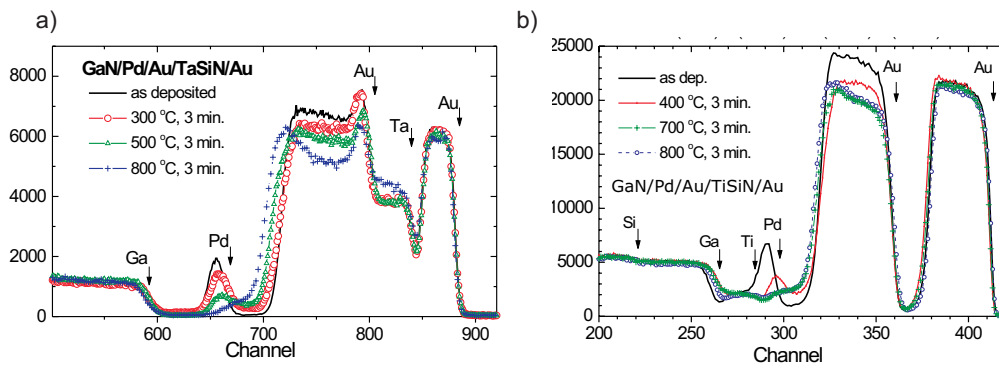 a)
8000
6000
4000
2000
0
GaN/Pd/Au/TaSiN/Au
as deposited
300 °C, 3 min.
500 °C, 3 min.
800 °C, 3 min.
Ga
Pd
Au
Ta
Au
600 700 800 900
Channel
b)
25000
20000
15000
10000
5000
0
as dep.
400 °C, 3 min.
700 °C, 3 min.
800 °C, 3 min.
GaN/Pd/Au/TiSiN/Au
Si
Ga
Ti
Pd
Au
Au
200 250 300 350 400
Channel